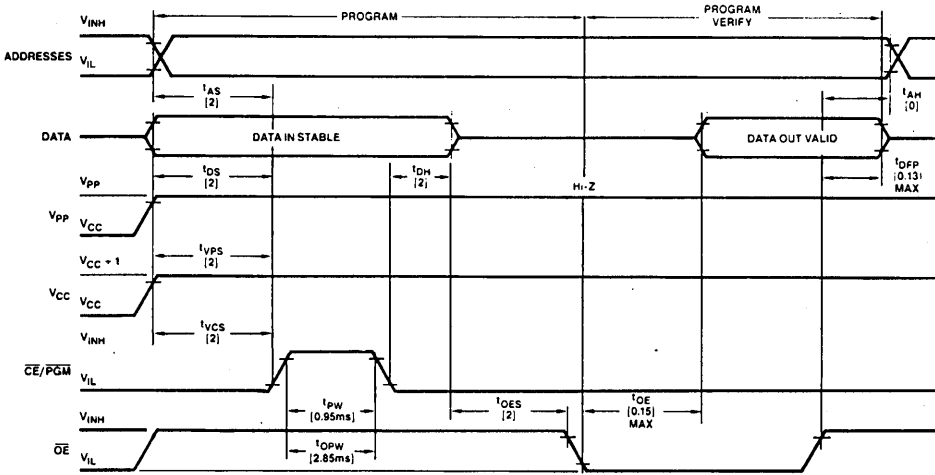 PROGRAM
PROGRAM
VERIFY
VINH
ADDRESSES
VIL
tAS
[2]
tAH
[0]
DATA
DATA IN STABLE
DATA OUT VALID
tDS
[2]
tDH
[2]
tDFP
[0.13]
MAX
VPP
HI-Z
VPP
VCC
tVPS
[2]
VCC + 1
VCC
VCC
tVCS
[2]
VINH
CE/PGM
VIL
tPW
[0.95ms]
tOES
[2]
tOE
[0.15]
MAX
VINH
tOPW
[2.85ms]
OE
VIL